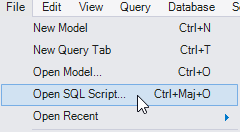 File Edit View Query Database S
New Model Ctrl+N
New Query Tab Ctrl+T
Open Model... Ctrl+O
Open SQL Script... Ctrl+Maj+O
Open Recent